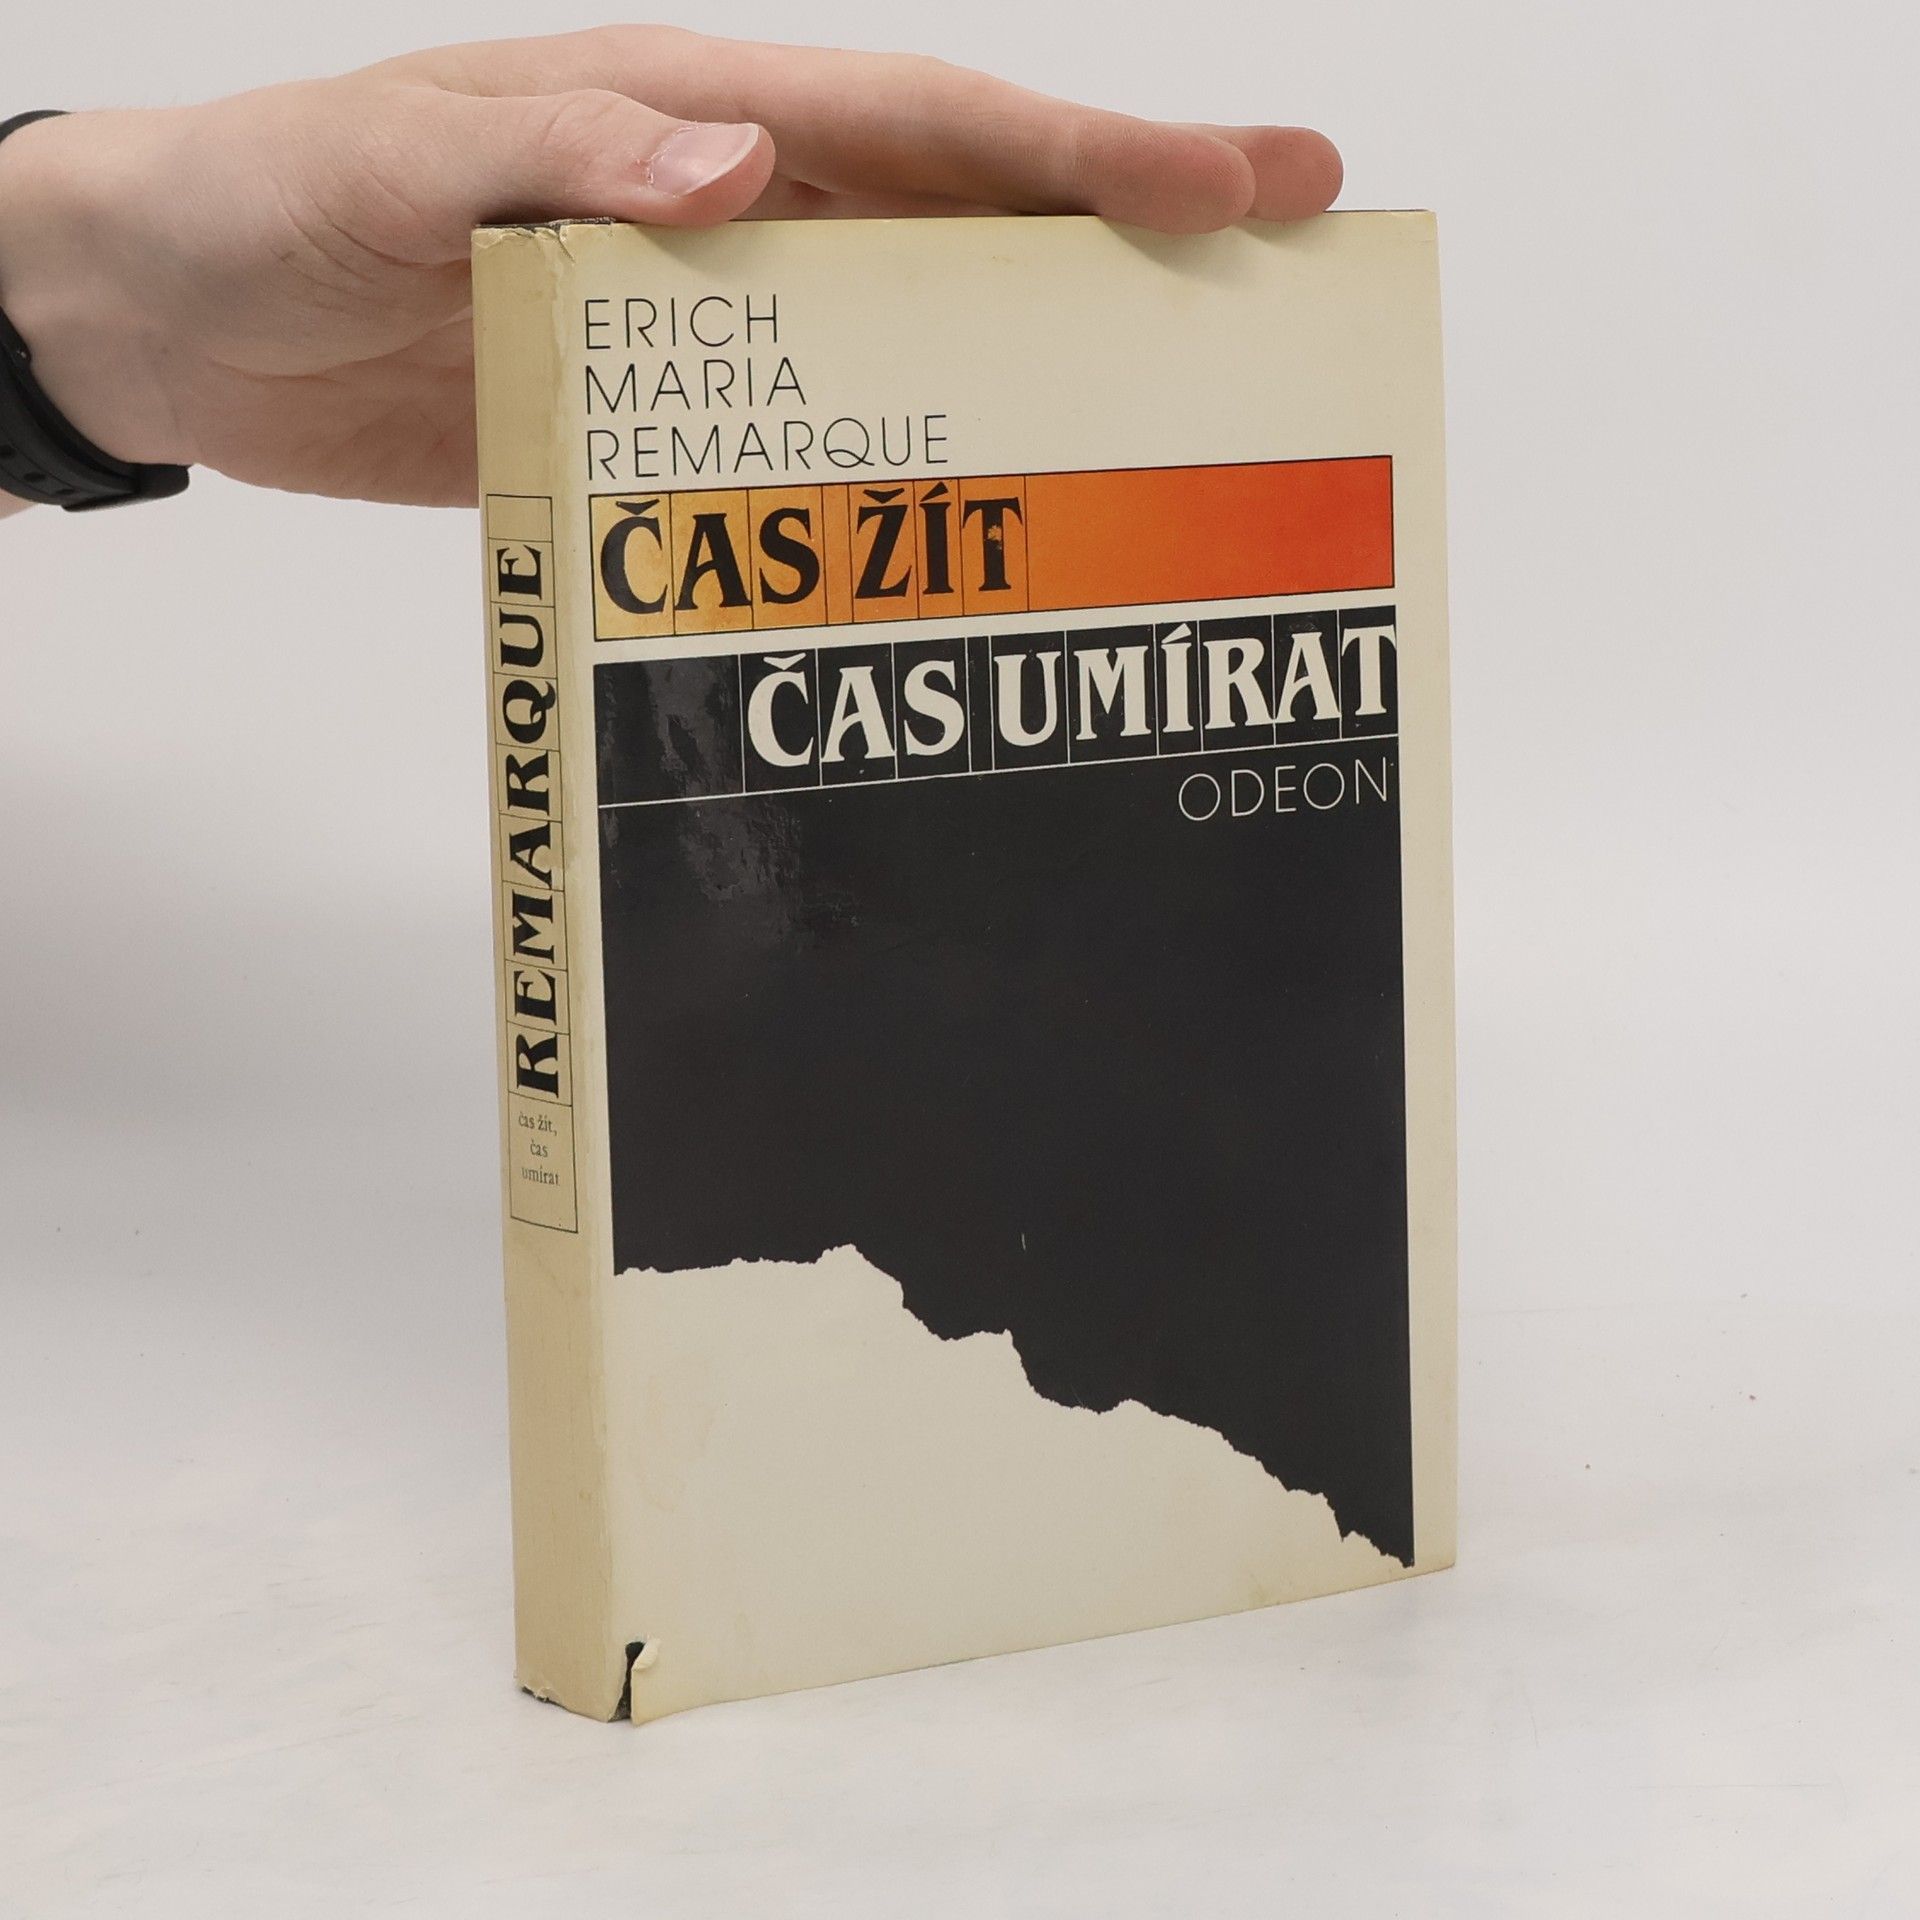 ERICH
MARIA
REMARQUE
ČAS ŽÍT
ČAS UMÍRAT
ODEON
REMARQUE
čas žít,
čas
umírat